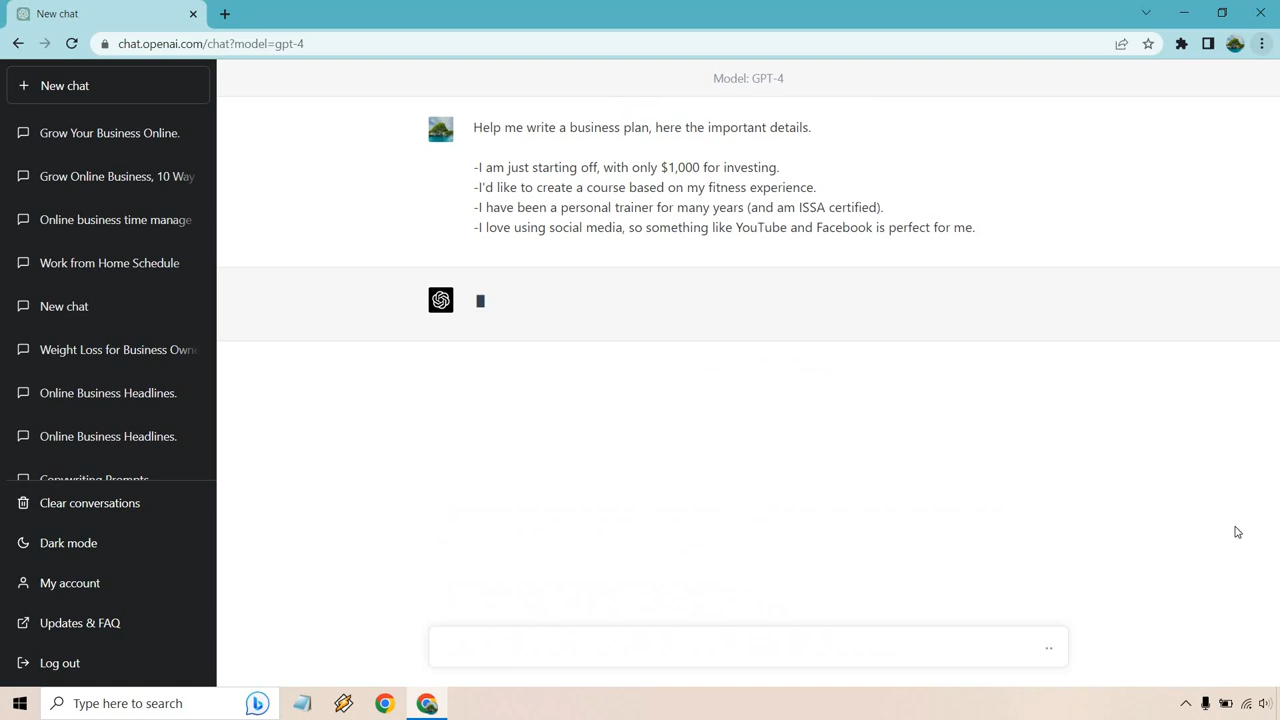 New chat
chat.openai.com/chat?model=gpt-4
New chat
Grow Your Business Online.
Grow Online Business, 10 Way
Online business time manage
Work from Home Schedule
New chat
Weight Loss for Business Own
Online Business Headlines.
Online Business Headlines.
Copywriting Prompts
Clear conversations
Dark mode
My account
Updates & FAQ
Log out
Model: GPT-4
Help me write a business plan, here the important details.
-I am just starting off, with only $1,000 for investing.
-I'd like to create a course based on my fitness experience.
-I have been a personal trainer for many years (and am ISSA certified).
-I love using social media, so something like YouTube and Facebook is perfect for me.
Type here to search